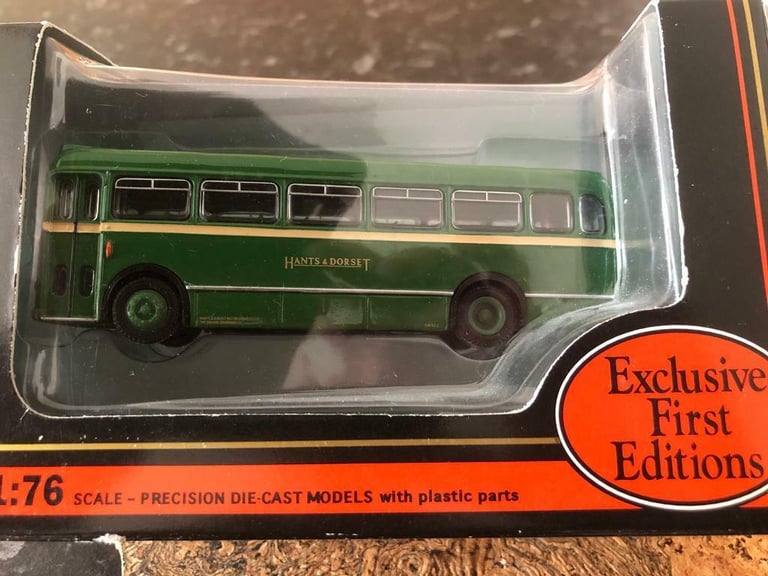 HANTS & DORSET
Exclusive
First
Editions
1:76 SCALE – PRECISION DIE-CAST MODELS with plastic parts